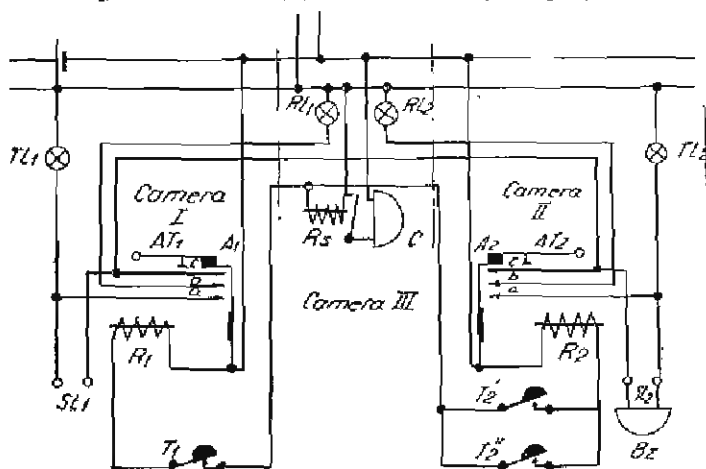 RL1 RL2
TL1 TL2
Camera I
Camera II
AT1 A1 Rs C A2 AT2
c c
b b
a a
Camera III
R1 R2
SL1
T1 T2' T2"
Bz